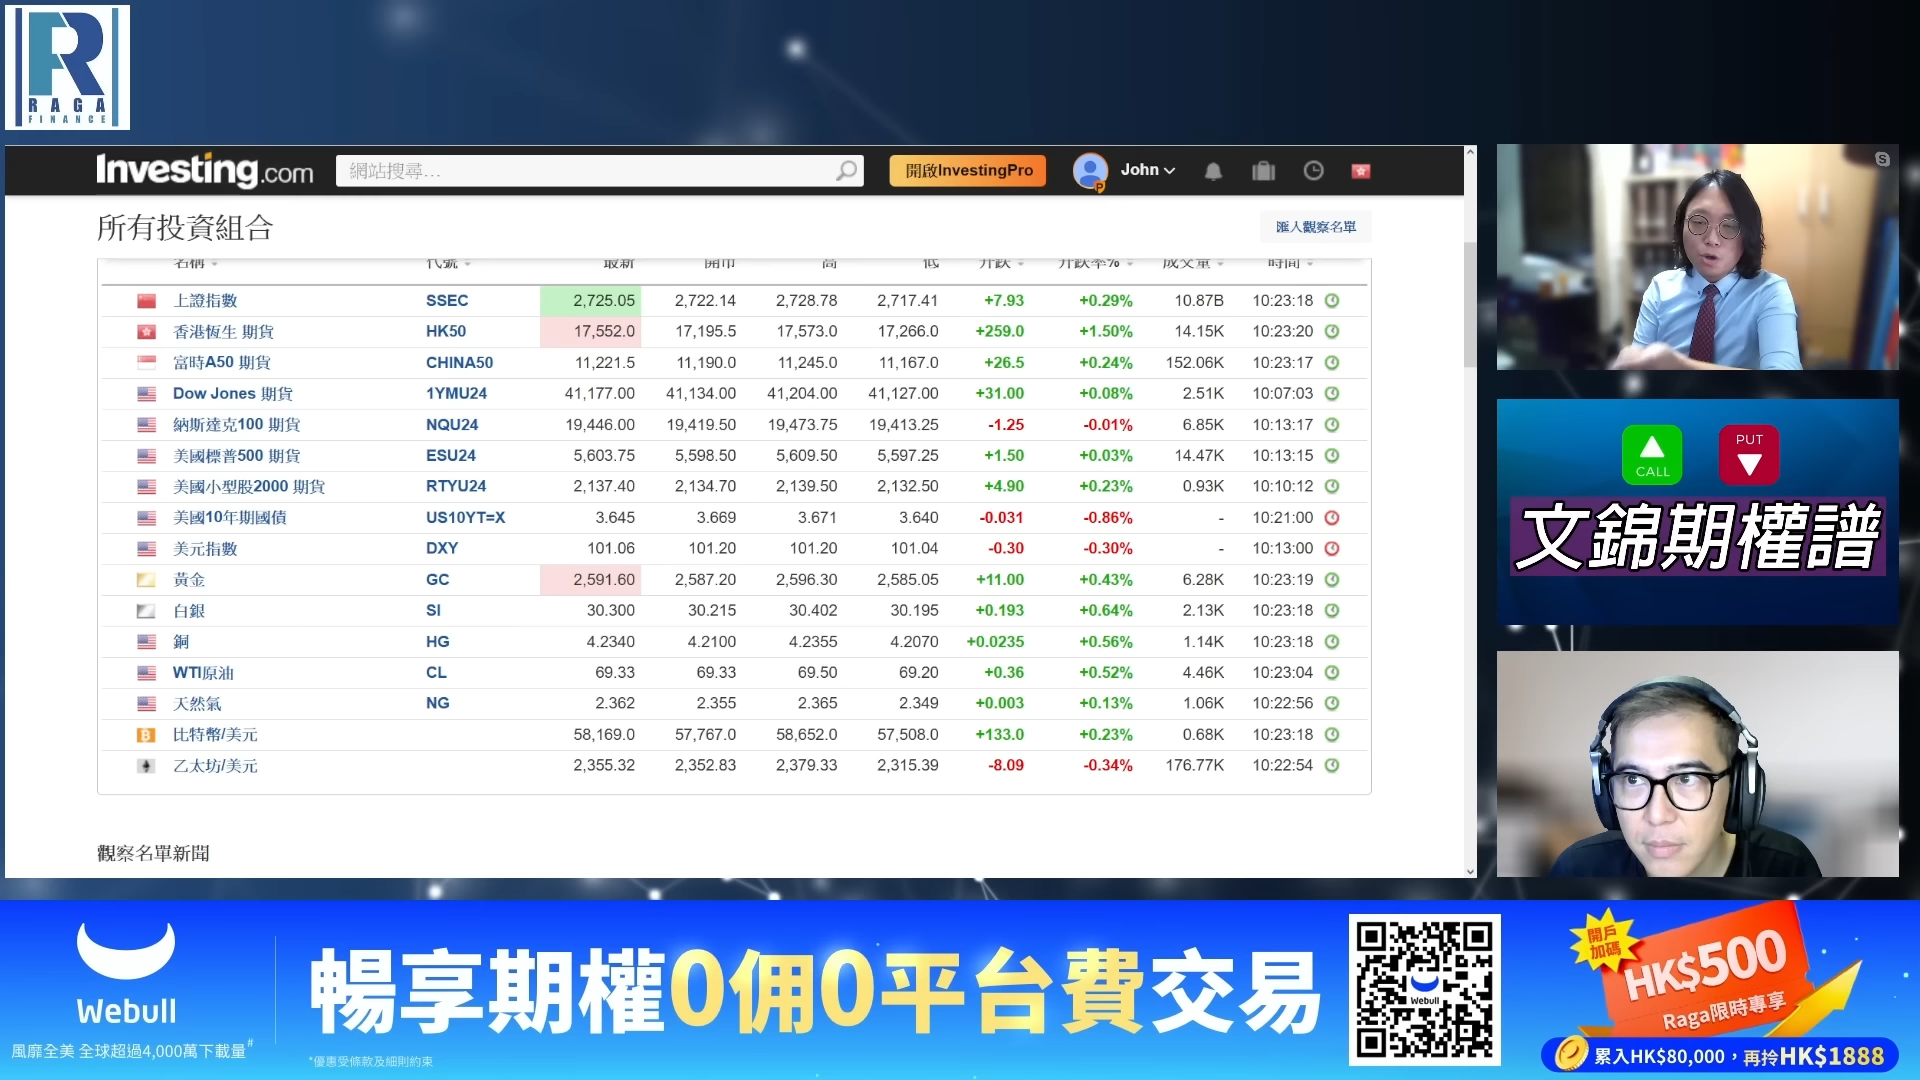 RAGA
FINANCE
Investing.com
網站搜尋...
開啟InvestingPro
John
所有投資組合
匯入觀察名單
名稱 代號 最新 開市 高 低 升跌 升跌率% 成交量 時間
上證指數 SSEC 2,725.05 2,722.14 2,728.78 2,717.41 +7.93 +0.29% 10.87B 10:23:18
香港恆生 期貨 HK50 17,552.0 17,195.5 17,573.0 17,266.0 +259.0 +1.50% 14.15K 10:23:20
富時A50 期貨 CHINA50 11,221.5 11,190.0 11,245.0 11,167.0 +26.5 +0.24% 152.06K 10:23:17
Dow Jones 期貨 1YMU24 41,177.00 41,134.00 41,204.00 41,127.00 +31.00 +0.08% 2.51K 10:07:03
納斯達克100 期貨 NQU24 19,446.00 19,419.50 19,473.75 19,413.25 -1.25 -0.01% 6.85K 10:13:17
美國標普500 期貨 ESU24 5,603.75 5,598.50 5,609.50 5,597.25 +1.50 +0.03% 14.47K 10:13:15
美國小型股2000 期貨 RTYU24 2,137.40 2,134.70 2,139.50 2,132.50 +4.90 +0.23% 0.93K 10:10:12
美國10年期國債 US10YT=X 3.645 3.669 3.671 3.640 -0.031 -0.86% - 10:21:00
美元指數 DXY 101.06 101.20 101.20 101.04 -0.30 -0.30% - 10:13:00
黃金 GC 2,591.60 2,587.20 2,596.30 2,585.05 +11.00 +0.43% 6.28K 10:23:19
白銀 SI 30.300 30.215 30.402 30.195 +0.193 +0.64% 2.13K 10:23:18
銅 HG 4.2340 4.2100 4.2355 4.2070 +0.0235 +0.56% 1.14K 10:23:18
WTI原油 CL 69.33 69.33 69.50 69.20 +0.36 +0.52% 4.46K 10:23:04
天然氣 NG 2.362 2.355 2.365 2.349 +0.003 +0.13% 1.06K 10:22:56
比特幣/美元 58,169.0 57,767.0 58,652.0 57,508.0 +133.0 +0.23% 0.68K 10:23:18
乙太坊/美元 2,355.32 2,352.83 2,379.33 2,315.39 -8.09 -0.34% 176.77K 10:22:54
觀察名單新聞
CALL
PUT
文錦期權譜
Webull
風靡全美 全球超過4,000萬下載量#
暢享期權0佣0平台費交易
*優惠受條款及細則約束
Webull
開戶
加碼
HK$500
Raga限時專享
累入HK$80,000，再拎HK$1888